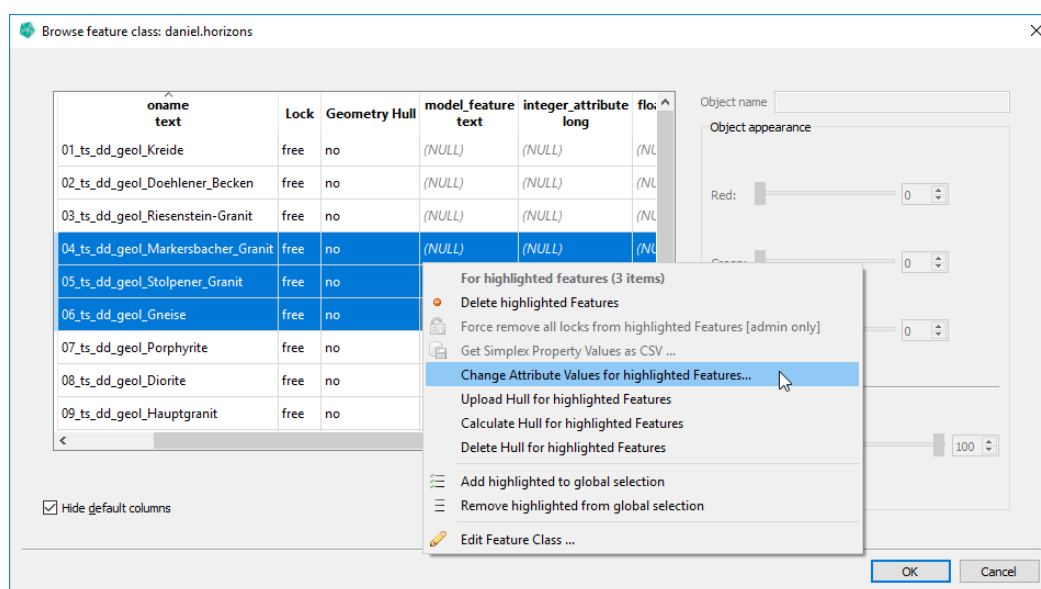 Browse feature class: daniel.horizons
oname text Lock Geometry Hull model_feature text integer_attribute long
01_ts_dd_geol_Kreide free no (NULL) (NULL)
02_ts_dd_geol_Doehlener_Becken free no (NULL) (NULL)
03_ts_dd_geol_Riesenstein-Granit free no (NULL) (NULL)
04_ts_dd_geol_Markersbacher_Granit free no (NULL) (NULL)
05_ts_dd_geol_Stolpener_Granit free no
06_ts_dd_geol_Gneise free no
07_ts_dd_geol_Porphyrite free no
08_ts_dd_geol_Diorite free no
09_ts_dd_geol_Hauptgranit free no
Hide default columns
For highlighted features (3 items)
Delete highlighted Features
Force remove all locks from highlighted Features [admin only]
Get Simplex Property Values as CSV ...
Change Attribute Values for highlighted Features...
Upload Hull for highlighted Features
Calculate Hull for highlighted Features
Delete Hull for highlighted Features
Add highlighted to global selection
Remove highlighted from global selection
Edit Feature Class ...
Object name
Object appearance
Red: 0
0
0
100
OK Cancel